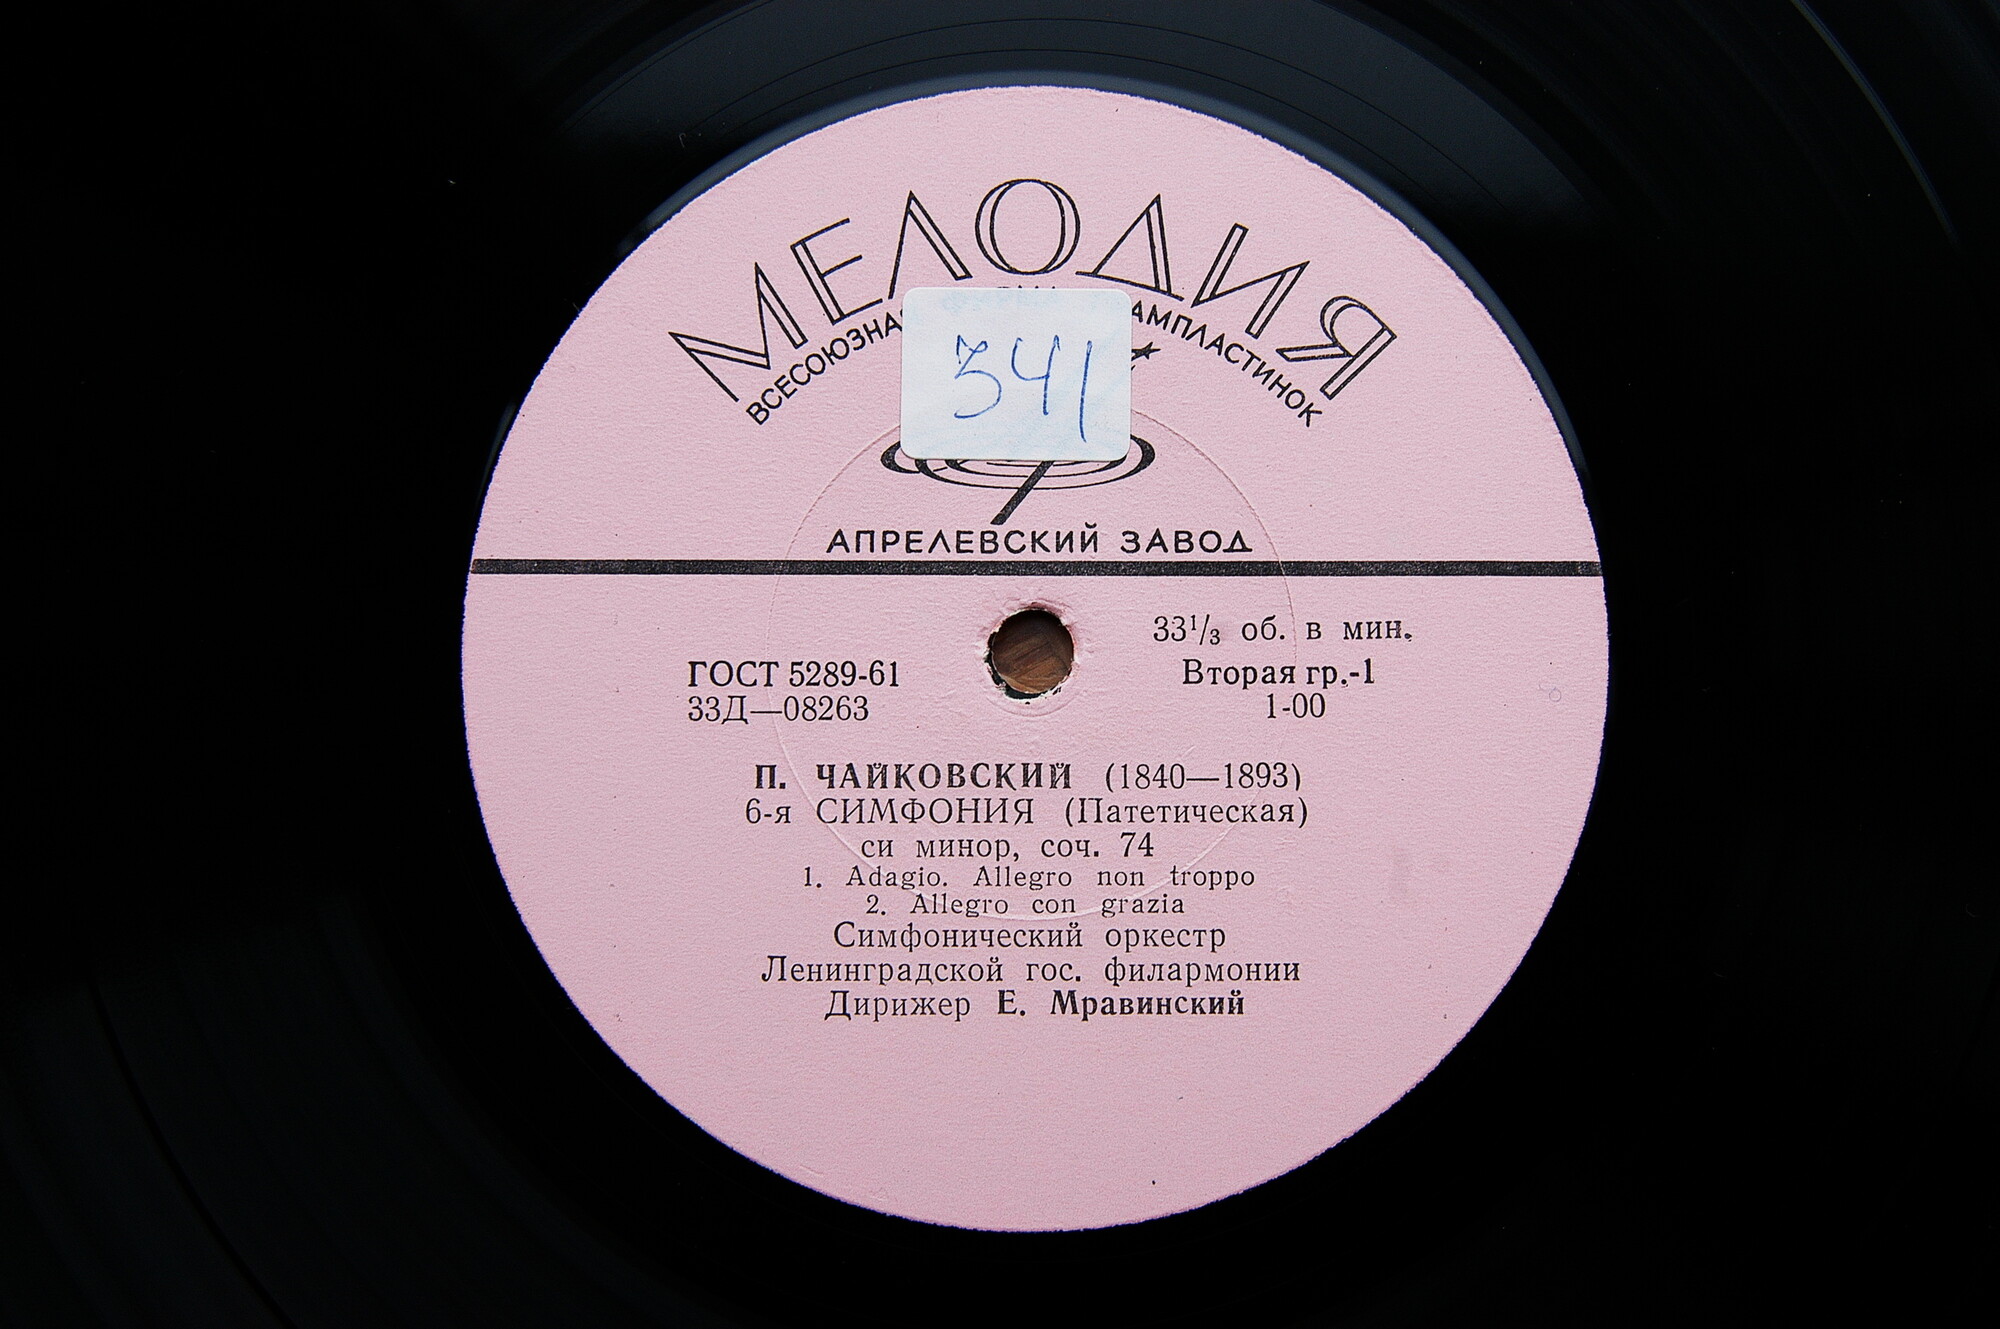 МЕЛОДИЯ
ВСЕСОЮЗНАЯ
341
АПРЕЛЕВСКИЙ ЗАВОД
33¹/₃ об. в мин.
ГОСТ 5289-61
Вторая гр.-1
33Д—08263
1-00
П. ЧАЙКОВСКИЙ (1840—1893)
6-я СИМФОНИЯ (Патетическая)
си минор, соч. 74
1. Adagio. Allegro non troppo
2. Allegro con grazia
Симфонический оркестр
Ленинградской гос. филармонии
Дирижер Е. Мравинский